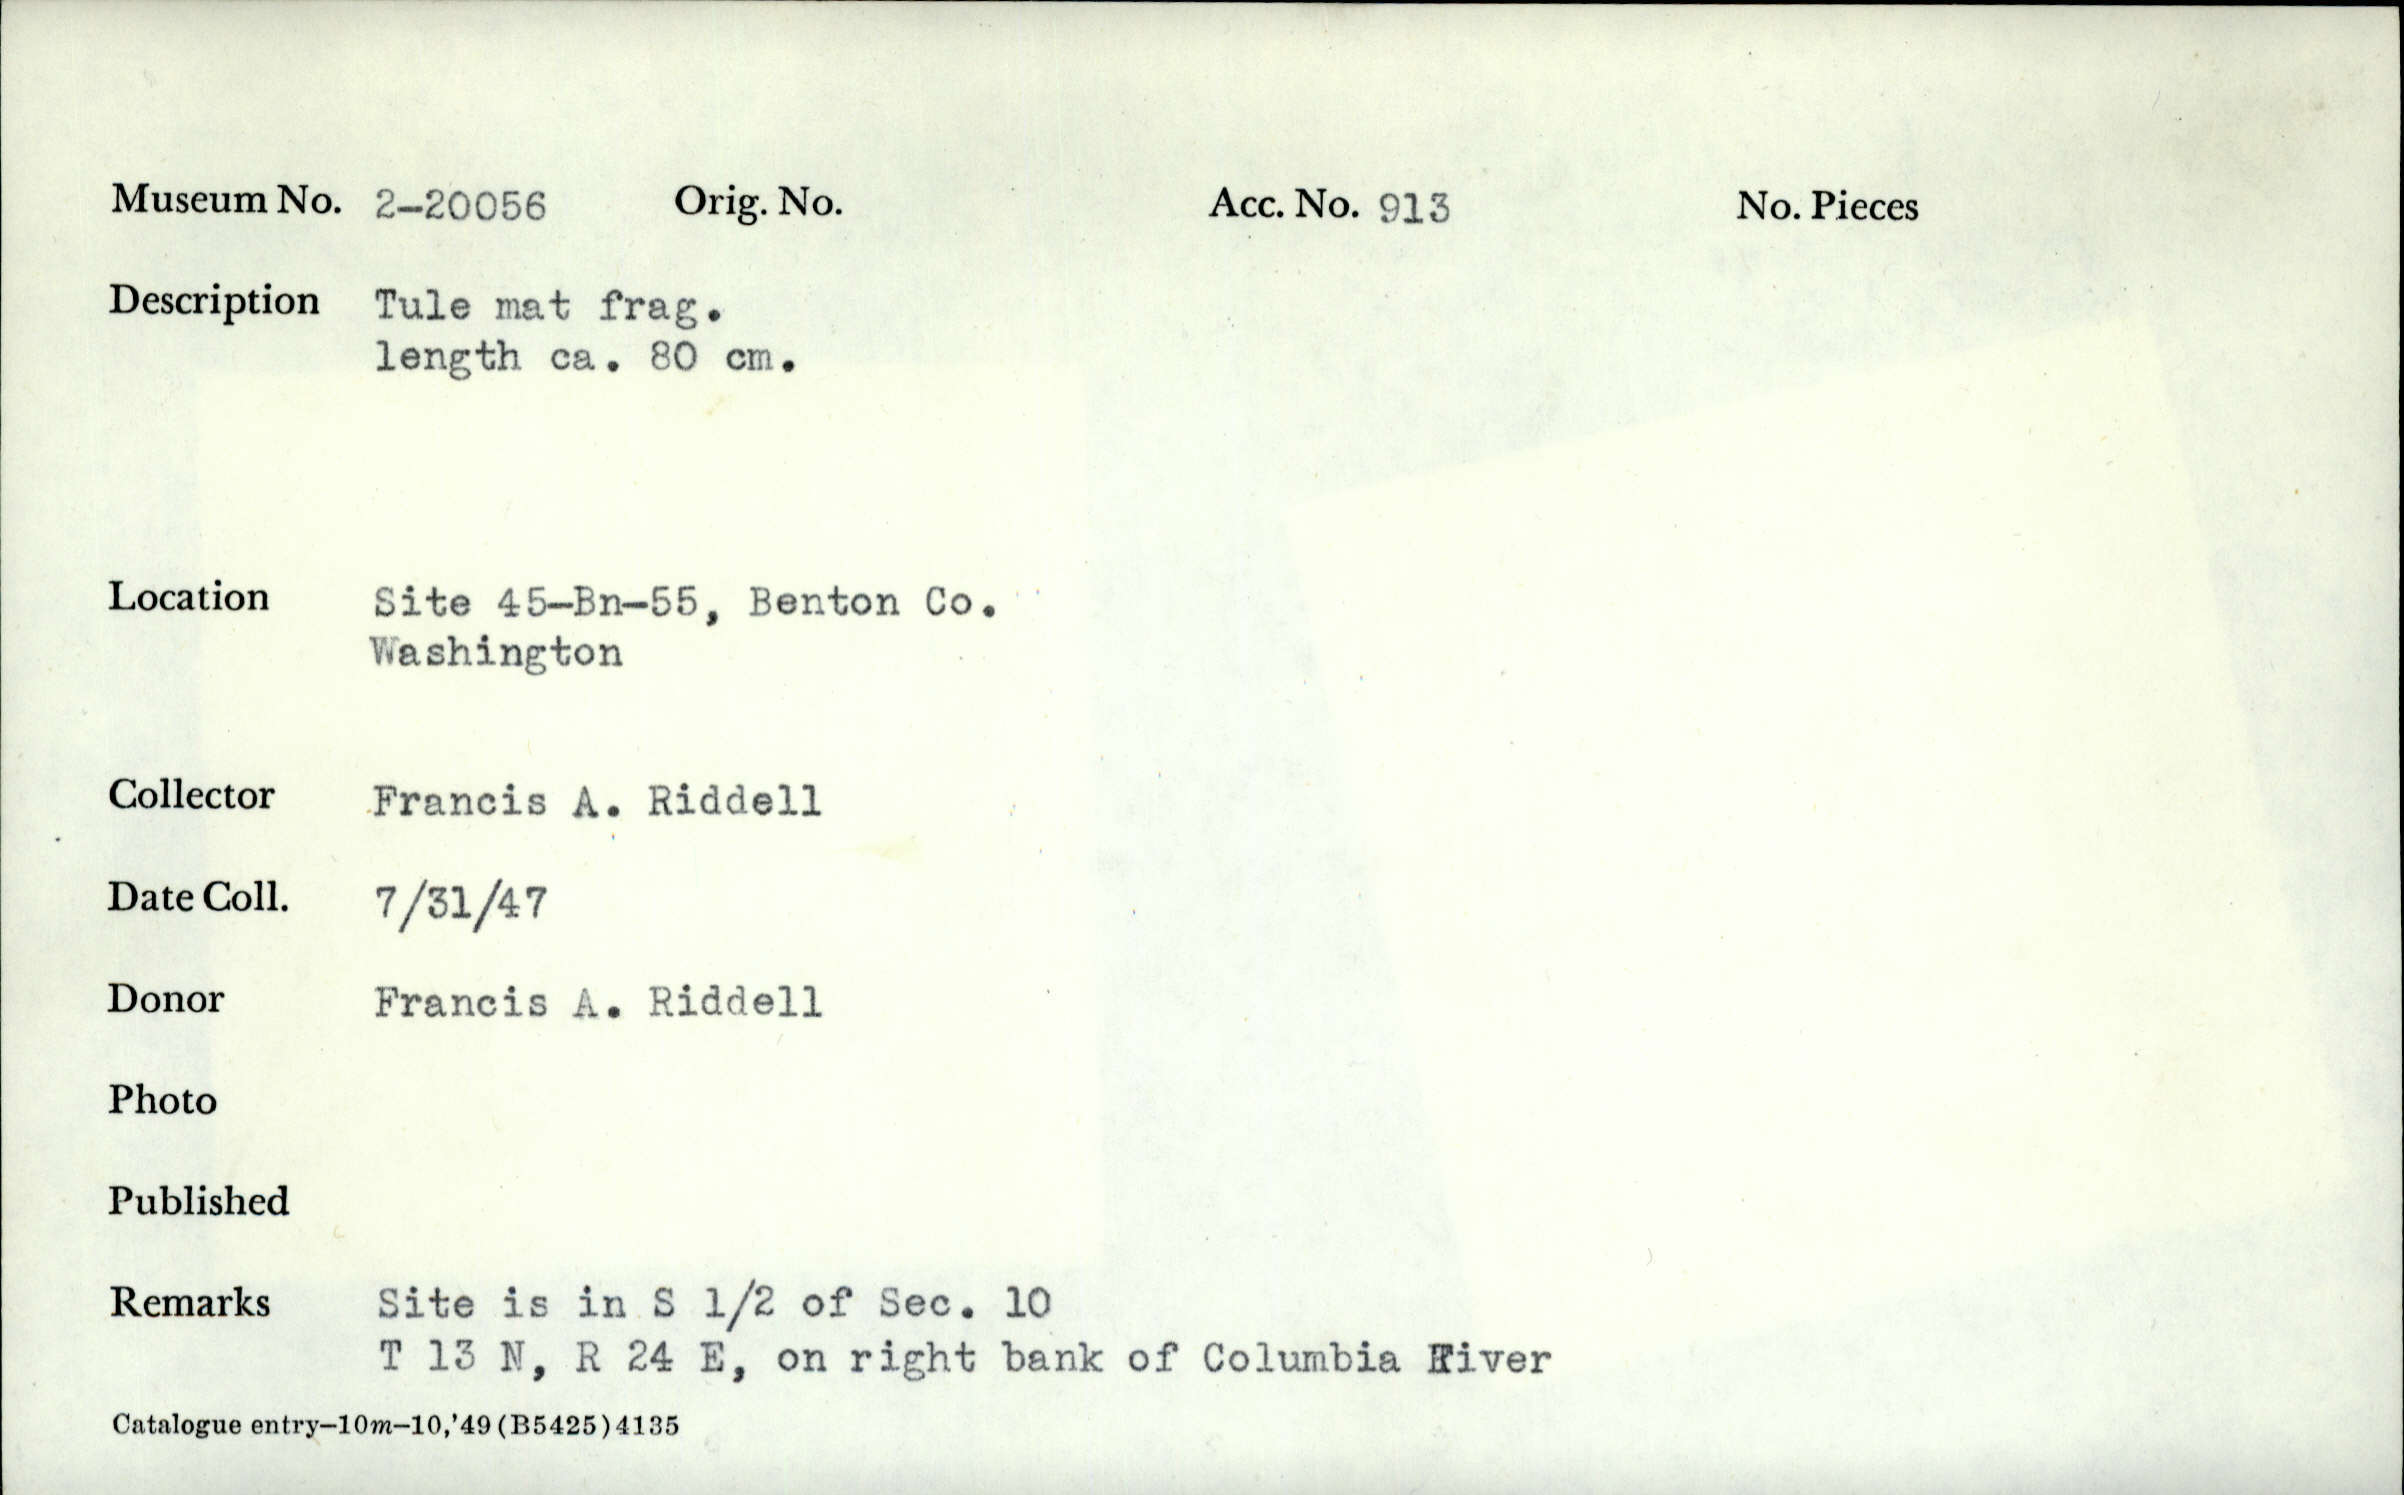 Museum No. 2-20056 Orig. No. Acc. No. 913 No. Pieces
Description Tule mat frag.
length ca. 80 cm.
Location Site 45-Bn-55, Benton Co.
Washington
Collector Francis A. Riddell
Date Coll. 7/31/47
Donor Francis A. Riddell
Photo
Published
Remarks Site is in S 1/2 of Sec. 10
T 13 N, R 24 E, on right bank of Columbia River
Catalogue entry—10m—10,'49(B5425)4135